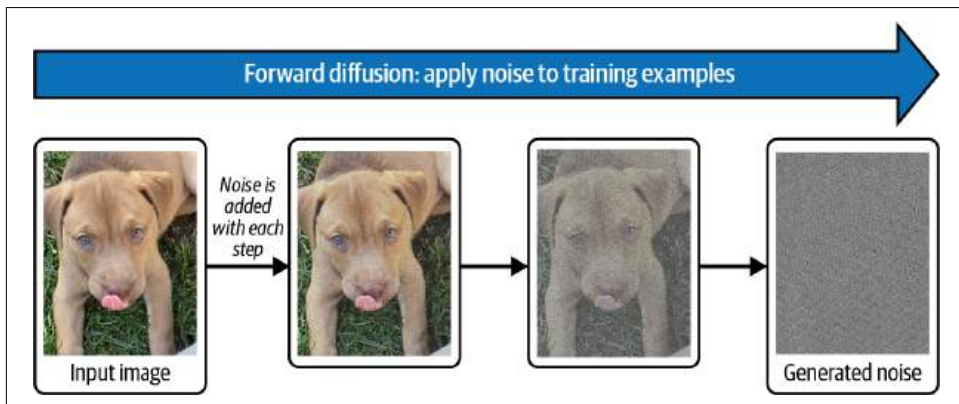 Forward diffusion: apply noise to training examples
Noise is
added
with each
step
Input image
Generated noise